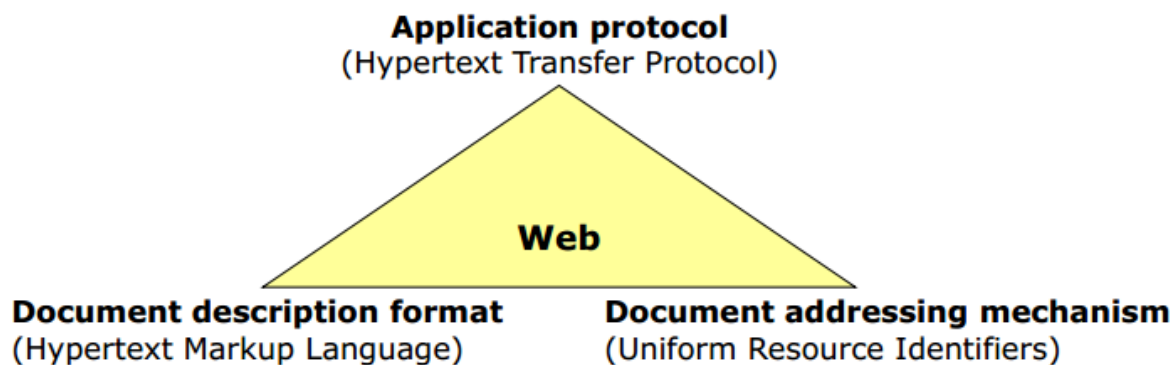 Application protocol
(Hypertext Transfer Protocol)
Web
Document description format
(Hypertext Markup Language)
Document addressing mechanism
(Uniform Resource Identifiers)